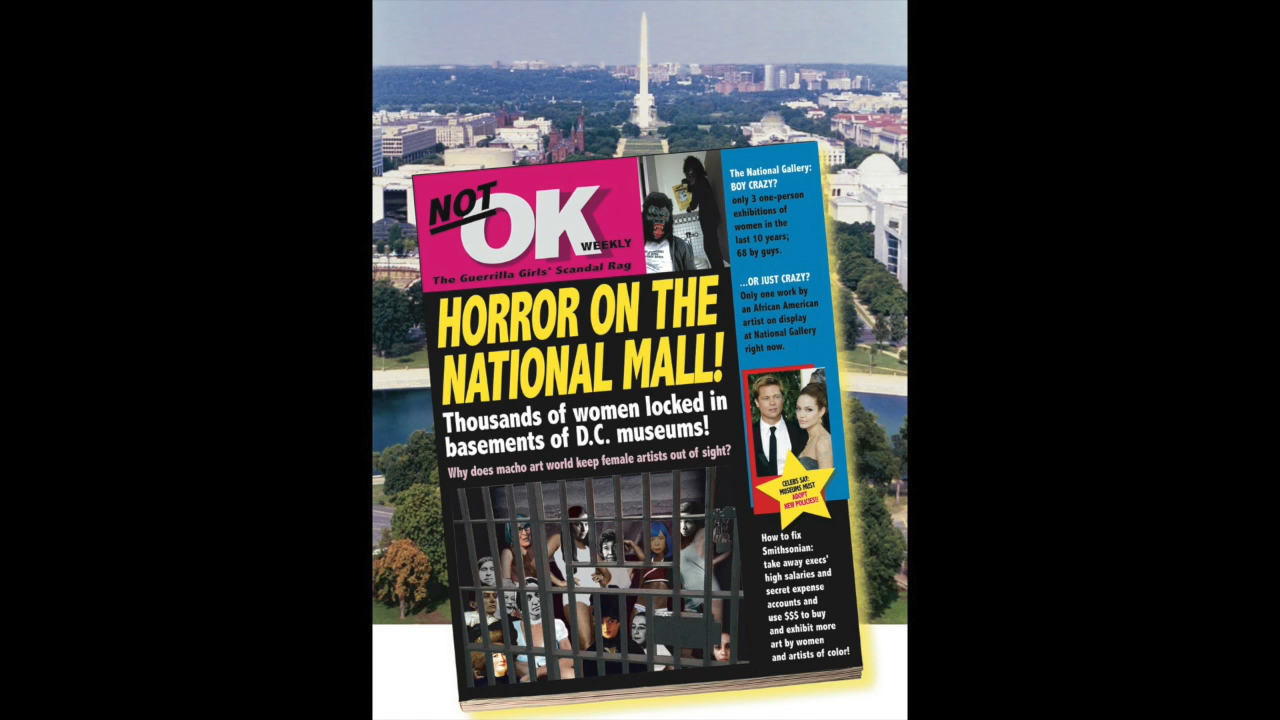 NOT
OK
WEEKLY
The Guerrilla Girls' Scandal Rag
HORROR ON THE
NATIONAL MALL!
Thousands of women locked in
basements of D.C. museums!
Why does macho art world keep female artists out of sight?
The National Gallery:
BOY CRAZY?
only 3 one-person
exhibitions of
women in the
last 10 years;
68 by guys.
...OR JUST CRAZY?
Only one work by
an African American
artist on display
at National Gallery
right now.
CELEBS SAY:
MUSEUMS MUST
ADOPT
NEW POLICIES!!
How to fix
Smithsonian:
take away execs'
high salaries and
secret expense
accounts and
use $$$ to buy
and exhibit more
art by women
and artists of color!